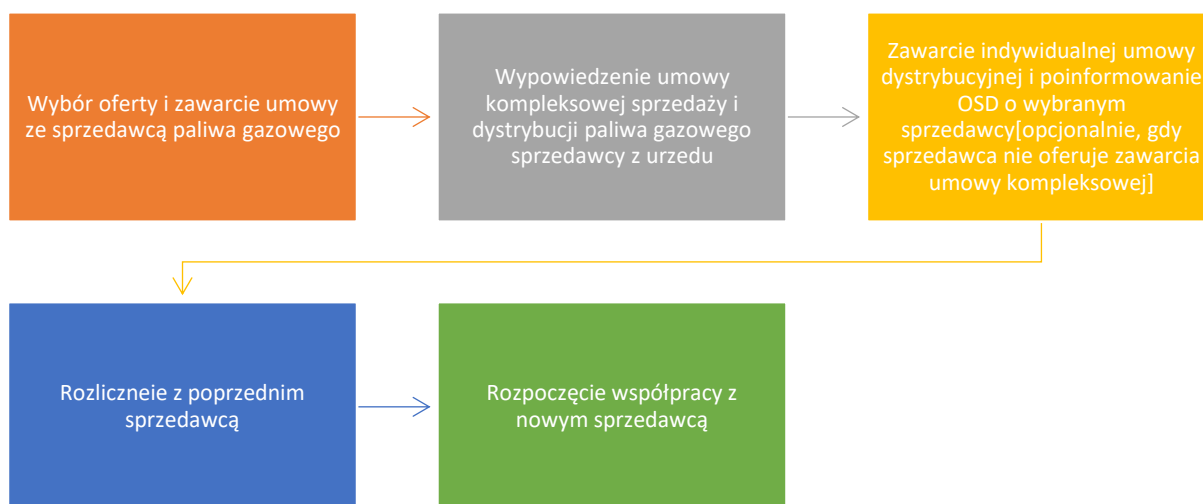 Wybór oferty i zawarcie umowy
ze sprzedawcą paliwa gazowego
Wypowiedzenie umowy
kompleksowej sprzedaży i
dystrybucji paliwa gazowego
sprzedawcy z urzedu
Zawarcie indywidualnej umowy
dystrybucyjnej i poinformowanie
OSD o wybranym
sprzedawcy[opcjonalnie, gdy
sprzedawca nie oferuje zawarcia
umowy kompleksowej]
Rozliczneie z poprzednim
sprzedawcą
Rozpoczęcie współpracy z
nowym sprzedawcą